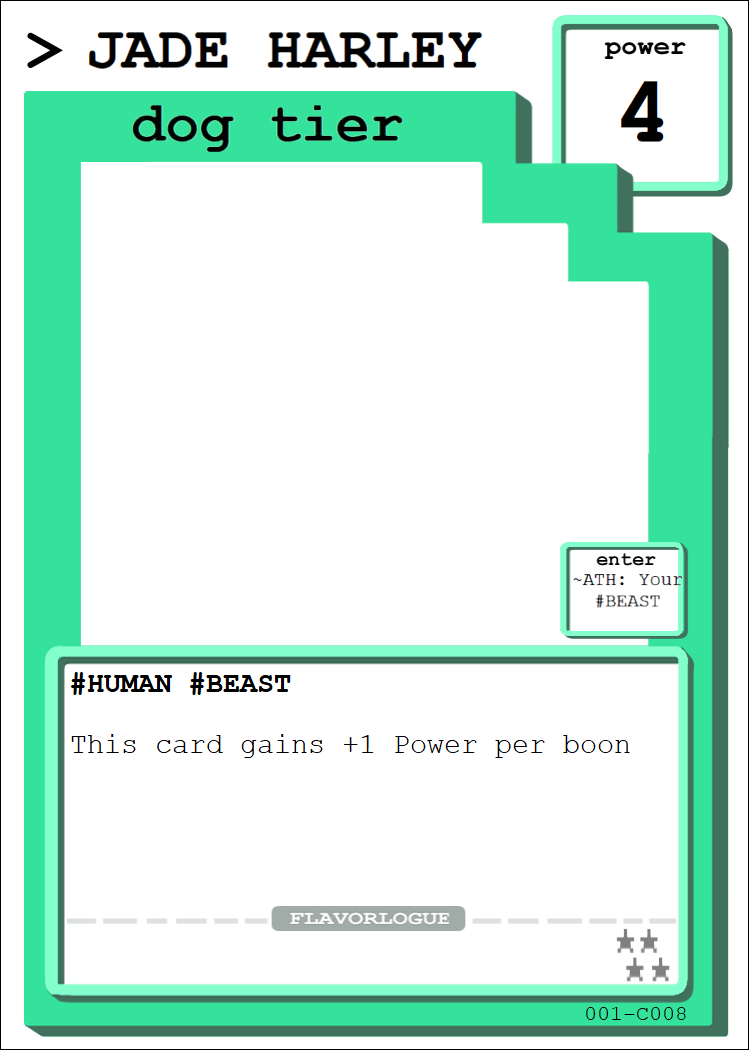 > JADE HARLEY
power
4
dog tier
enter
~ATH: Your
#BEAST
#HUMAN #BEAST
This card gains +1 Power per boon
FLAVORLOGUE
001-C008